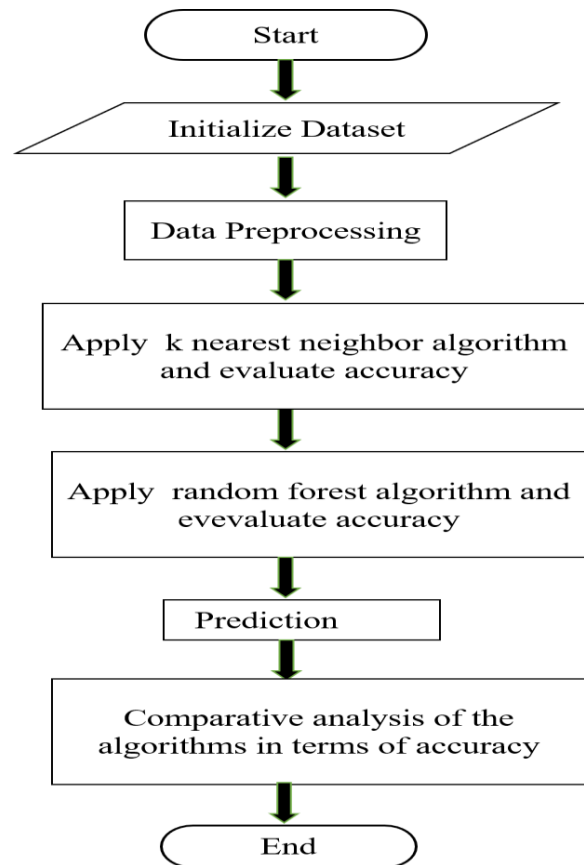 Start
Initialize Dataset
Data Preprocessing
Apply k nearest neighbor algorithm
and evaluate accuracy
Apply random forest algorithm and
evevaluate accuracy
Prediction
Comparative analysis of the
algorithms in terms of accuracy
End